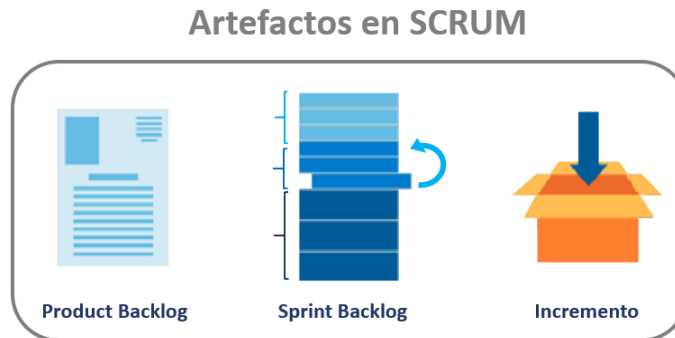 Artefactos en SCRUM
Product Backlog
Sprint Backlog
Incremento